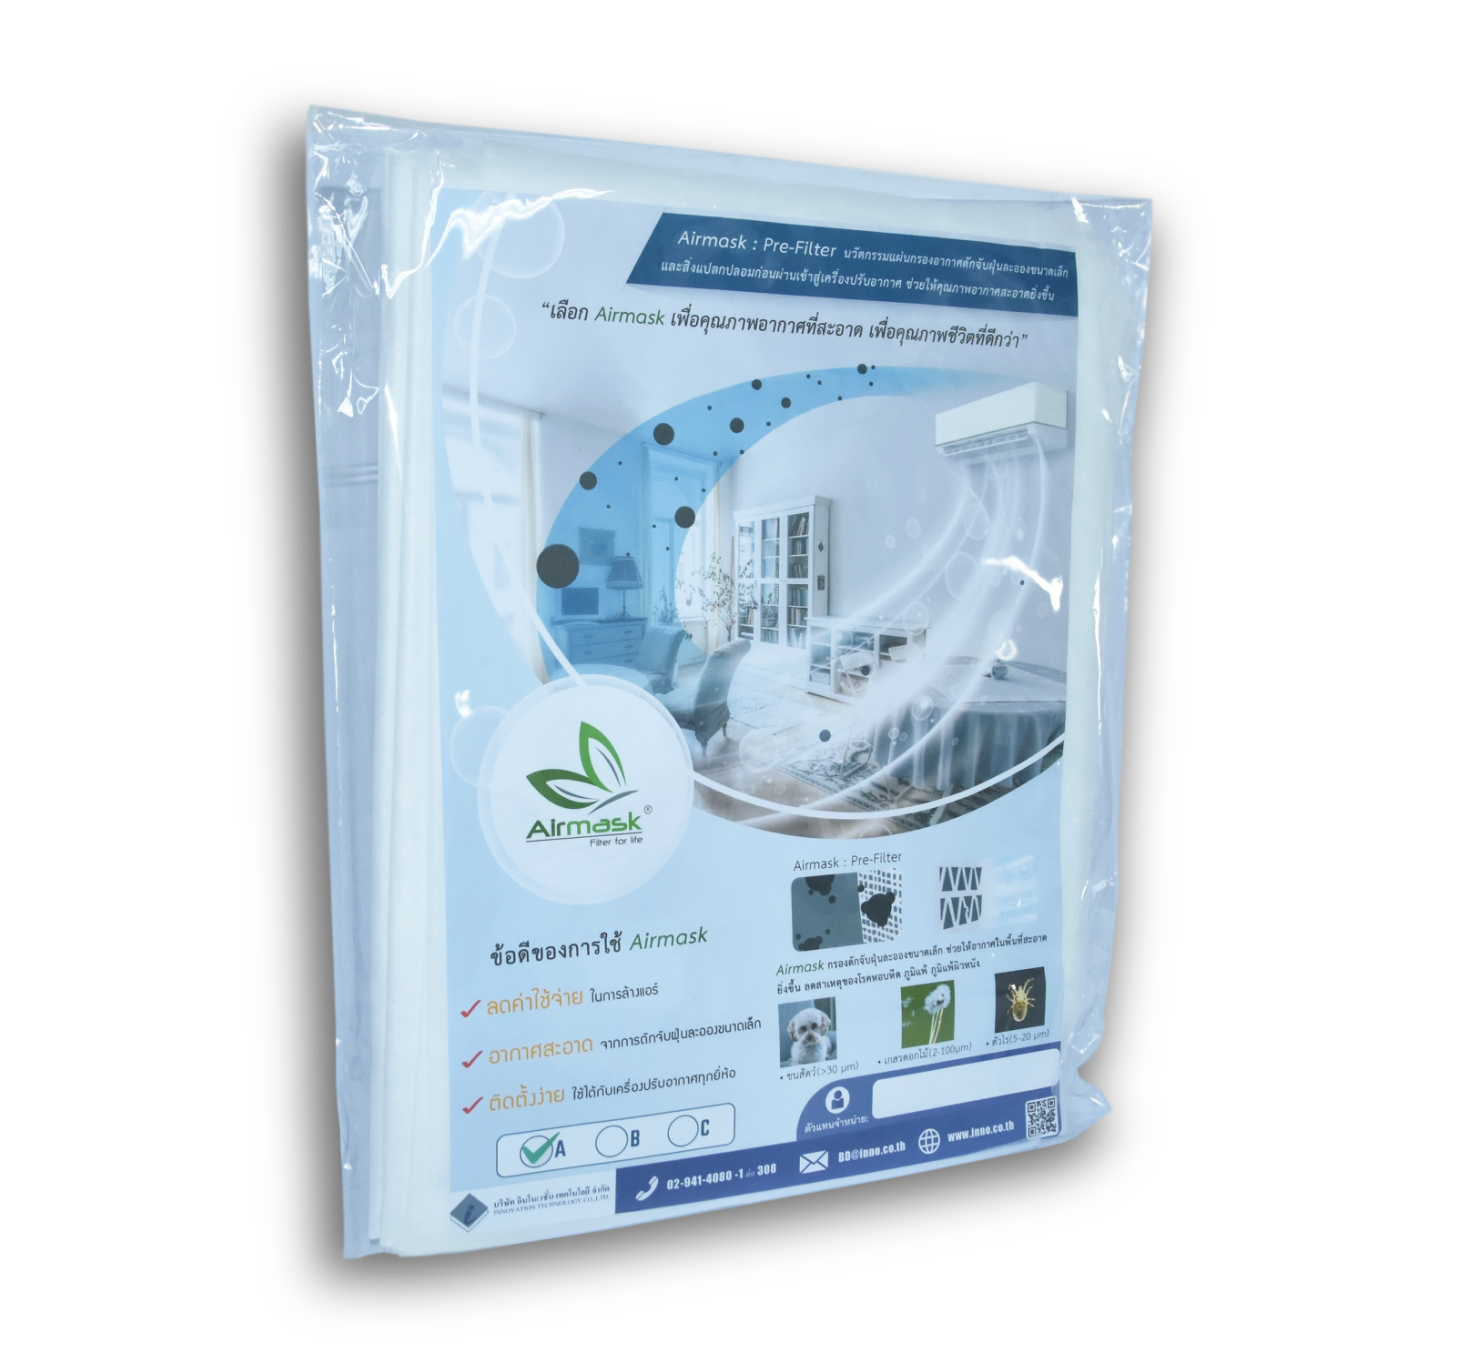 Airmask : Pre-Filter นวัตกรรมแผ่นกรองอากาศดักจับฝุ่นละอองขนาดเล็ก
และสิ่งแปลกปลอมก่อนผ่านเข้าสู่เครื่องปรับอากาศ ช่วยให้คุณภาพอากาศสะอาดยิ่งขึ้น
“เลือก Airmask เพื่อคุณภาพอากาศที่สะอาด เพื่อคุณภาพชีวิตที่ดีกว่า”
Airmask®
Filter for life
Airmask : Pre-Filter
Airmask กรองดักจับฝุ่นละอองขนาดเล็ก ช่วยให้อากาศในพื้นที่สะอาด
ยิ่งขึ้น ลดสาเหตุของโรคหอบหืด ภูมิแพ้ ภูมิแพ้ผิวหนัง
• ขนสัตว์(>30 μm)
• เกสรดอกไม้(2-100μm)
• ตัวไร(5-20 μm)
ข้อดีของการใช้ Airmask
ลดค่าใช้จ่าย ในการล้างแอร์
อากาศสะอาด จากการดักจับฝุ่นละอองขนาดเล็ก
ติดตั้งง่าย ใช้ได้กับเครื่องปรับอากาศทุกยี่ห้อ
A B C
ตัวแทนจำหน่าย:
บริษัท อินโนเวชั่น เทคโนโลยี จำกัด
INNOVATION TECHNOLOGY CO.,LTD.
02-941-4080 -1 ต่อ 308
BD@inno.co.th
www.inno.co.th